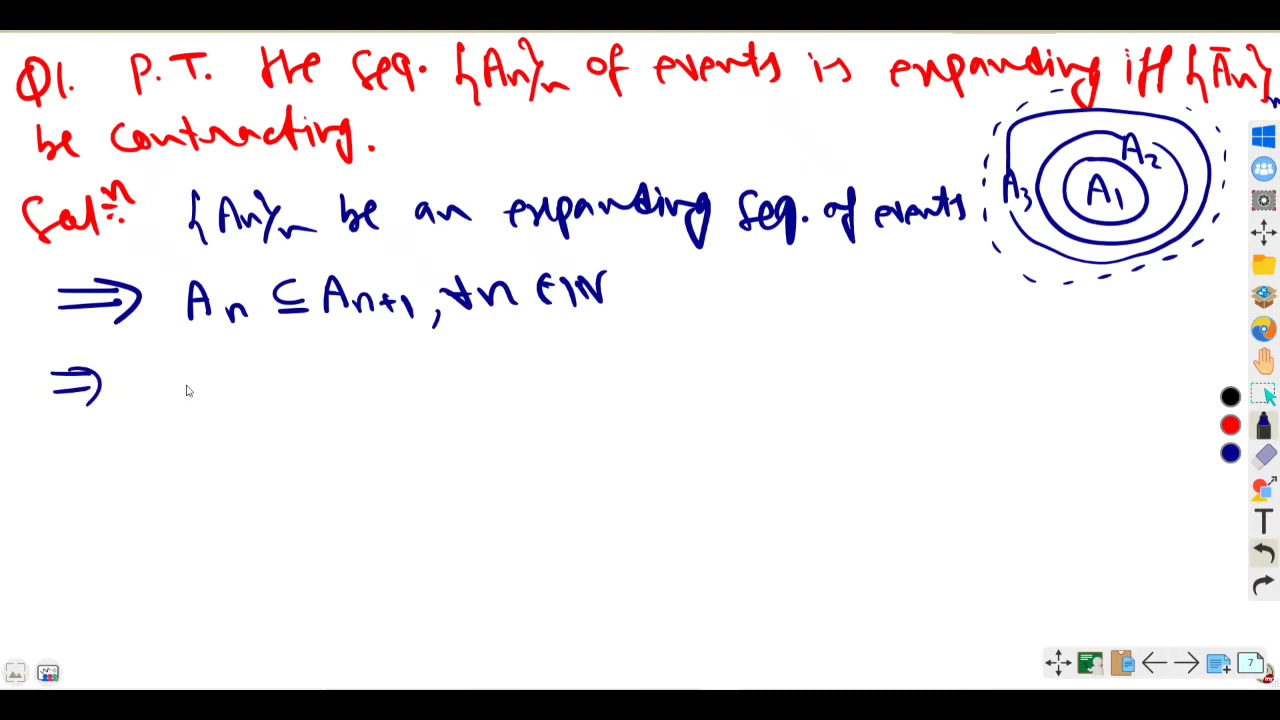 Q1. P.T. the seq. {An}n of events is expanding iff {Ān}n
be contracting.
Solⁿ: {An}n be an expanding seq. of events
⟹ An ⊆ An+1, ∀n ∈ ℕ
⟹
A1
A2
A3
T
7